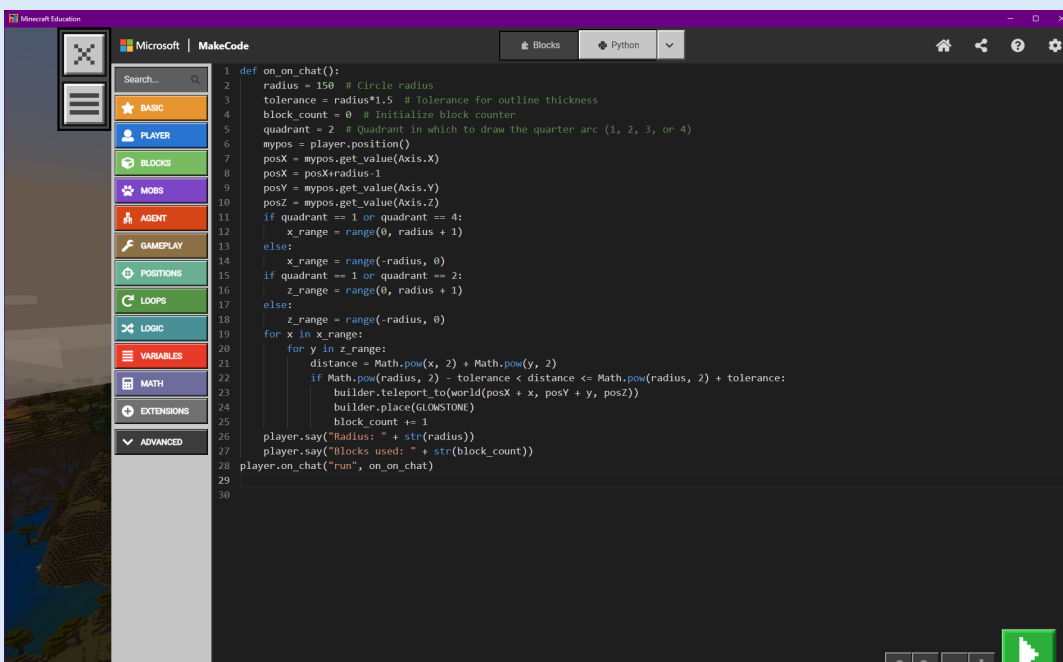 Minecraft Education
Microsoft | MakeCode
Blocks
Python
Search...
BASIC
PLAYER
BLOCKS
MOBS
AGENT
GAMEPLAY
POSITIONS
LOOPS
LOGIC
VARIABLES
MATH
EXTENSIONS
ADVANCED
1 def on_on_chat():
2     radius = 150  # Circle radius
3     tolerance = radius*1.5  # Tolerance for outline thickness
4     block_count = 0  # Initialize block counter
5     quadrant = 2  # Quadrant in which to draw the quarter arc (1, 2, 3, or 4)
6     mypos = player.position()
7     posX = mypos.get_value(Axis.X)
8     posX = posX+radius-1
9     posY = mypos.get_value(Axis.Y)
10     posZ = mypos.get_value(Axis.Z)
11     if quadrant == 1 or quadrant == 4:
12         x_range = range(0, radius + 1)
13     else:
14         x_range = range(-radius, 0)
15     if quadrant == 1 or quadrant == 2:
16         z_range = range(0, radius + 1)
17     else:
18         z_range = range(-radius, 0)
19     for x in x_range:
20         for y in z_range:
21             distance = Math.pow(x, 2) + Math.pow(y, 2)
22             if Math.pow(radius, 2) - tolerance < distance <= Math.pow(radius, 2) + tolerance:
23                 builder.teleport_to(world(posX + x, posY + y, posZ))
24                 builder.place(GLOWSTONE)
25                 block_count += 1
26     player.say("Radius: " + str(radius))
27     player.say("Blocks used: " + str(block_count))
28 player.on_chat("run", on_on_chat)
29
30